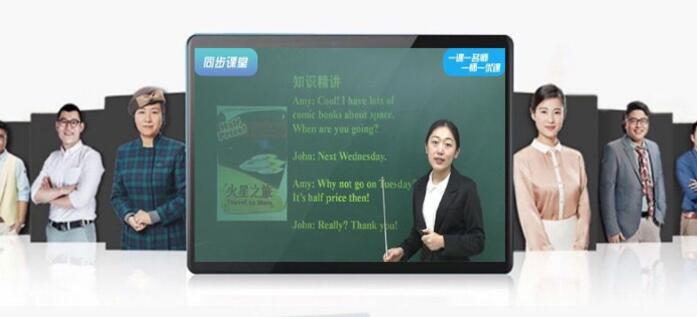 同步课堂
一课一名师
一师一优课
知识精讲
Amy: Cool! I have lots of
comic books about space.
When are you going?
John: Next Wednesday.
Amy: Why not go on Tuesday?
It's half price then!
John: Really? Thank you!
火星之旅
Travel to Mars